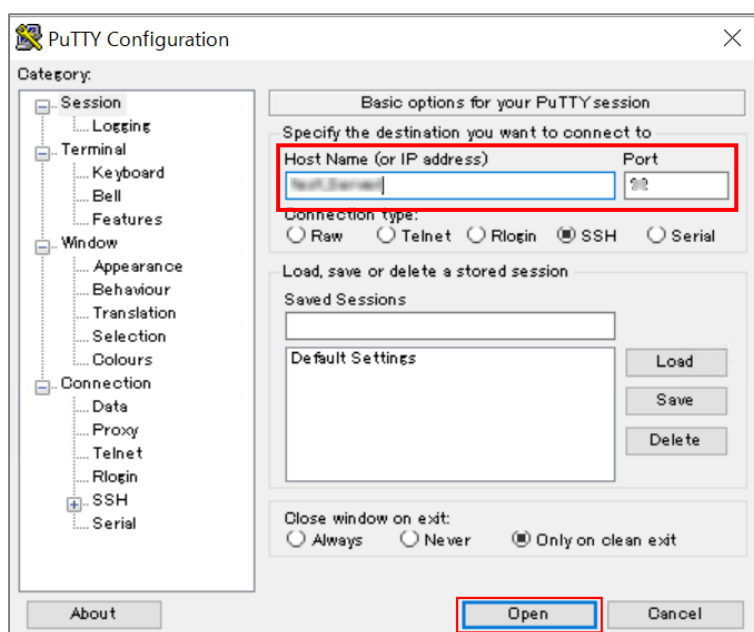 PuTTY Configuration
Category:
Session
Logging
Terminal
Keyboard
Bell
Features
Window
Appearance
Behaviour
Translation
Selection
Colours
Connection
Data
Proxy
Telnet
Rlogin
SSH
Serial
Basic options for your PuTTY session
Specify the destination you want to connect to
Host Name (or IP address) Port
Connection type:
Raw Telnet Rlogin SSH Serial
Load, save or delete a stored session
Saved Sessions
Default Settings
Load
Save
Delete
Close window on exit:
Always Never Only on clean exit
About Open Cancel